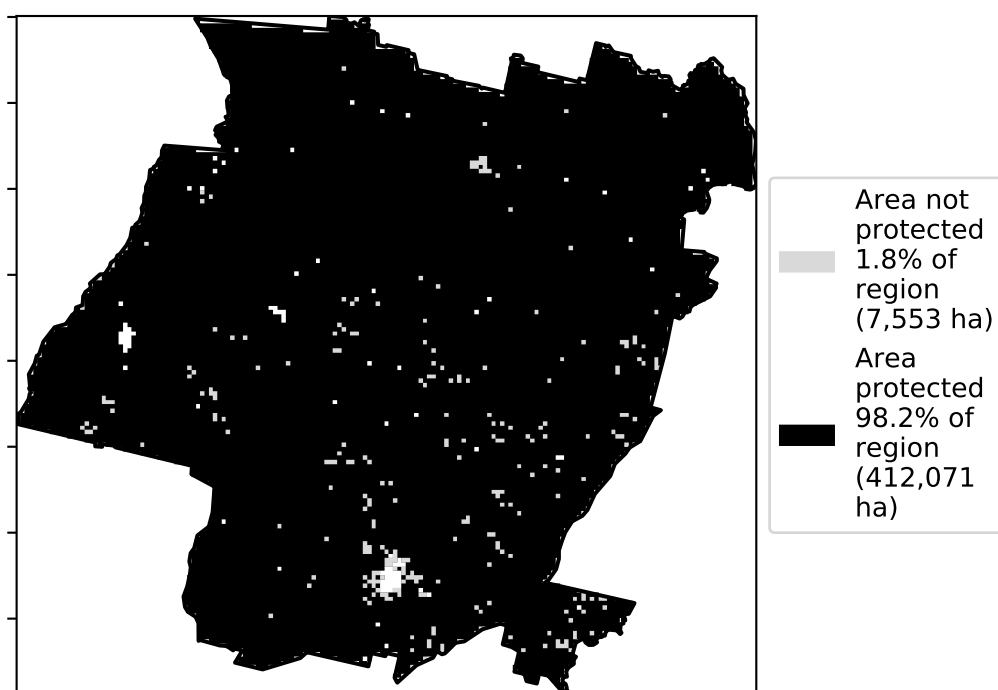 Area not
protected
1.8% of
region
(7,553 ha)
Area
protected
98.2% of
region
(412,071
ha)